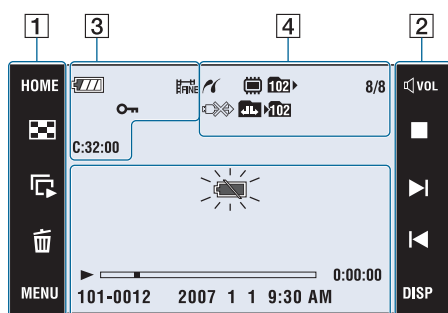 1 3 4 2
HOME FINE 102 8/8 VOL
102
C:32:00
0:00:00
MENU 101-0012 2007 1 1 9:30 AM DISP